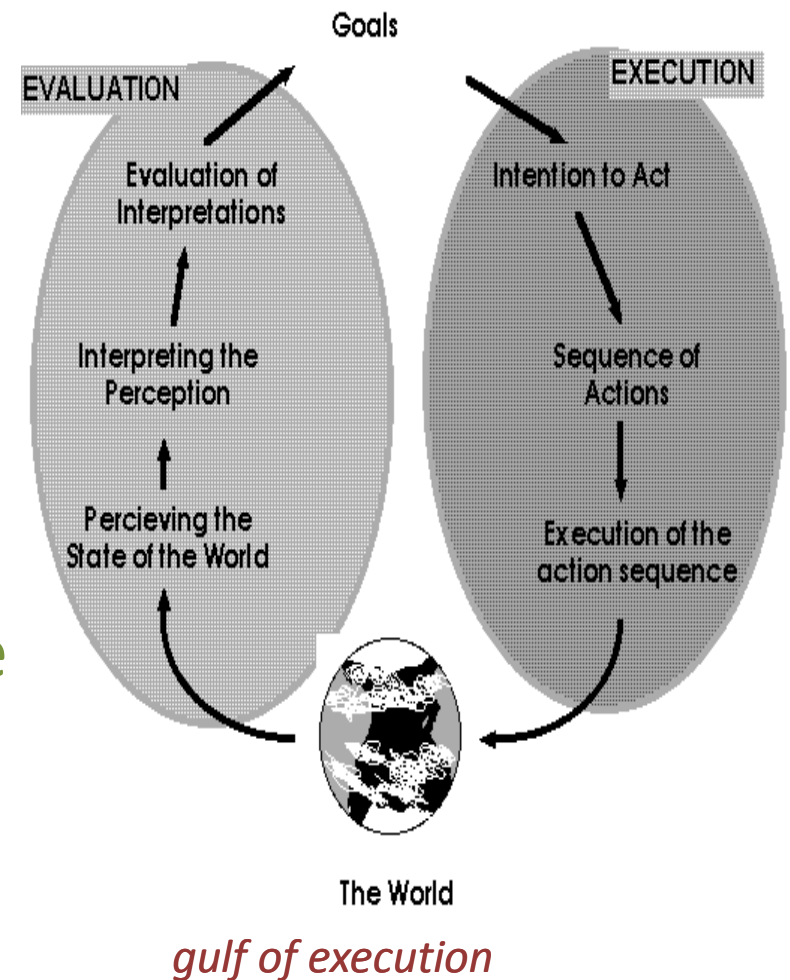 Goals
EVALUATION
EXECUTION
Evaluation of
Interpretations
Intention to Act
Interpreting the
Perception
Sequence of
Actions
Percieving the
State of the World
Execution of the
action sequence
e
The World
gulf of execution